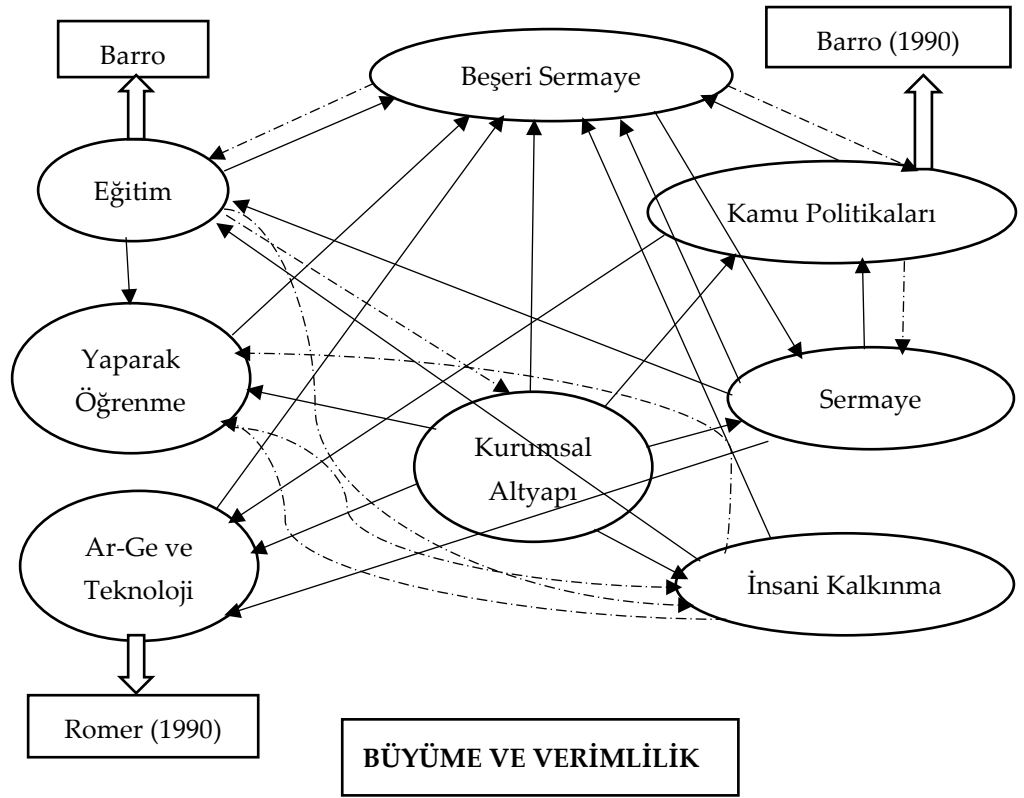 Barro
Beşeri Sermaye
Barro (1990)
Eğitim
Kamu Politikaları
Yaparak
Öğrenme
Sermaye
Kurumsal
Altyapı
Ar-Ge ve
Teknoloji
İnsani Kalkınma
Romer (1990)
BÜYÜME VE VERİMLİLİK